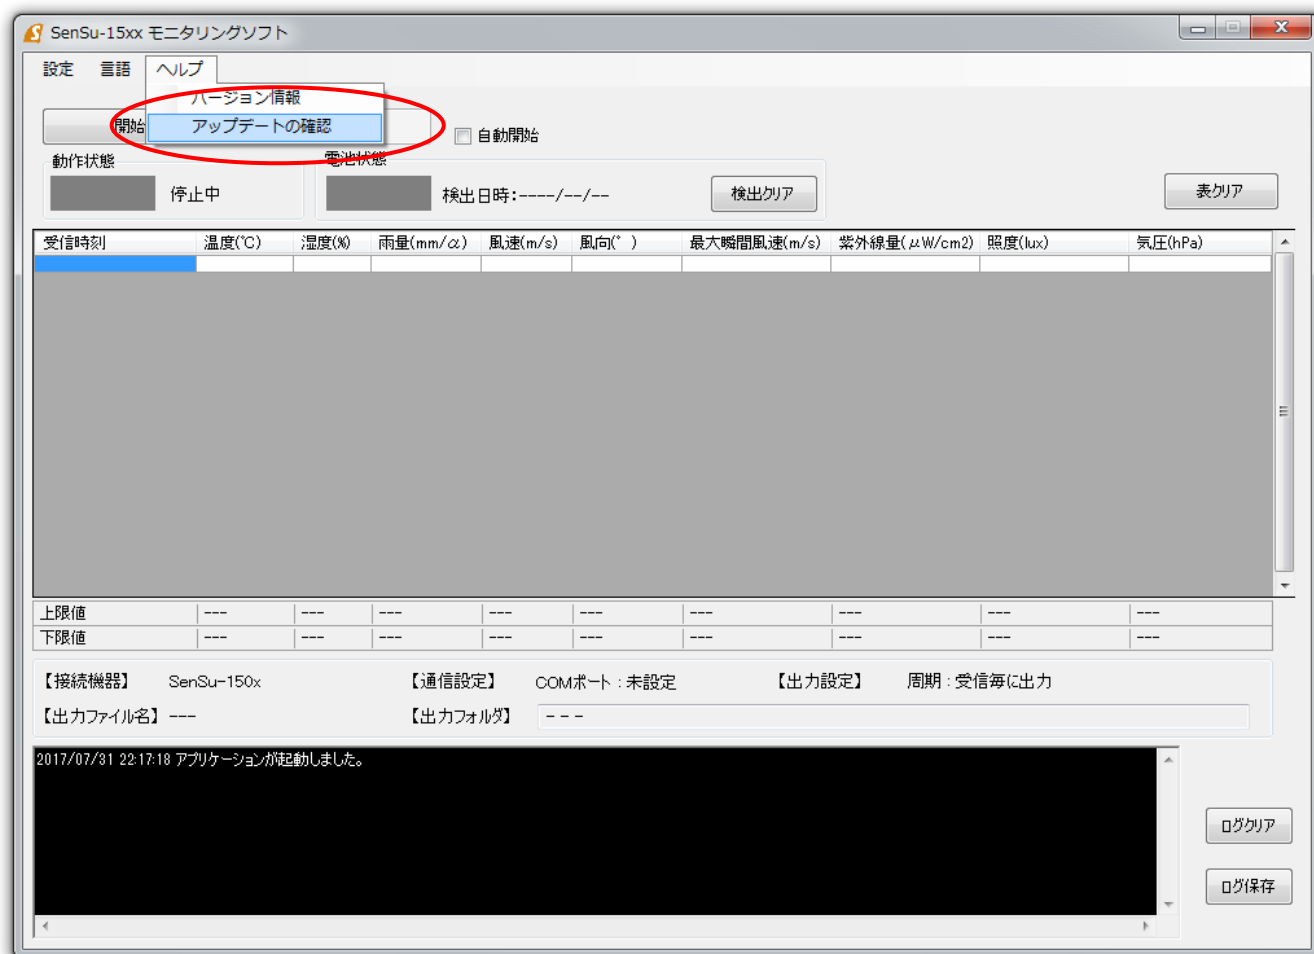 SenSu-15xx モニタリングソフト
設定 言語 ヘルプ
バージョン情報
アップデートの確認
開始
自動開始
動作状態
停止中
電池状態
検出日時:----/--/--
検出クリア
表クリア
受信時刻 温度(℃) 湿度(%) 雨量(mm/α) 風速(m/s) 風向(° ) 最大瞬間風速(m/s) 紫外線量(μW/cm2) 照度(lux) 気圧(hPa)
上限値 --- --- --- --- --- --- --- --- ---
下限値 --- --- --- --- --- --- --- --- ---
【接続機器】 SenSu-150x 【通信設定】 COMポート : 未設定 【出力設定】 周期 : 受信毎に出力
【出力ファイル名】 --- 【出力フォルダ】 - - -
2017/07/31 22:17:18 アプリケーションが起動しました。
ログクリア
ログ保存